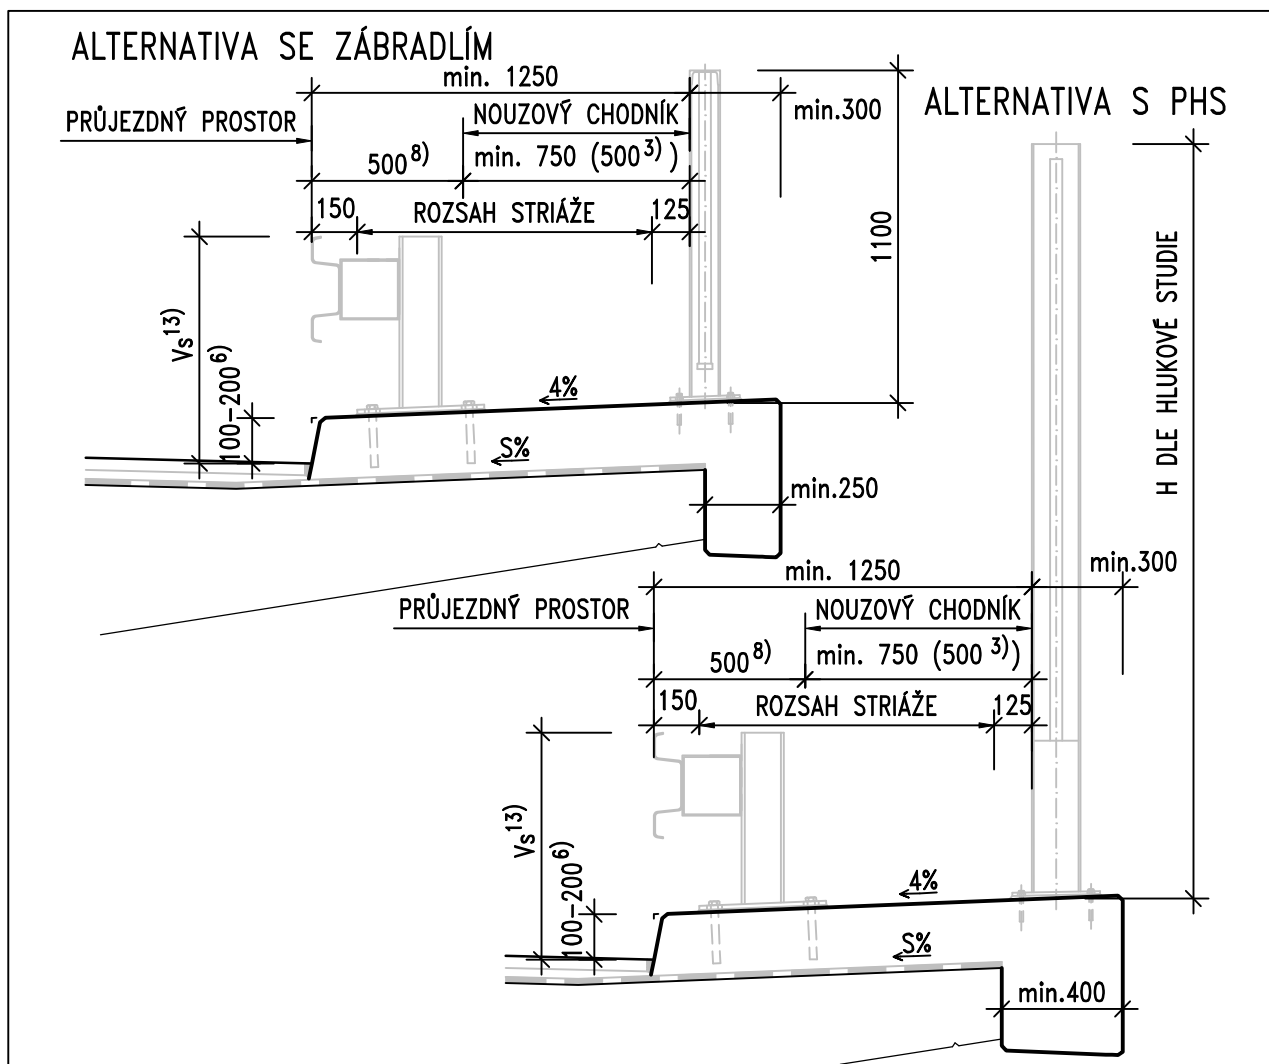 ALTERNATIVA SE ZÁBRADLÍM
min. 1250
PRŮJEZDNÝ PROSTOR
NOUZOVÝ CHODNÍK
min.300
500⁸⁾
min. 750 (500³⁾)
150
ROZSAH STRIÁŽE
125
1100
Vs¹³⁾
100-200⁶⁾
4%
S%
min.250
ALTERNATIVA S PHS
H DLE HLUKOVÉ STUDIE
min. 1250
min.300
PRŮJEZDNÝ PROSTOR
NOUZOVÝ CHODNÍK
500⁸⁾
min. 750 (500³⁾)
150
ROZSAH STRIÁŽE
125
Vs¹³⁾
100-200⁶⁾
4%
S%
min.400